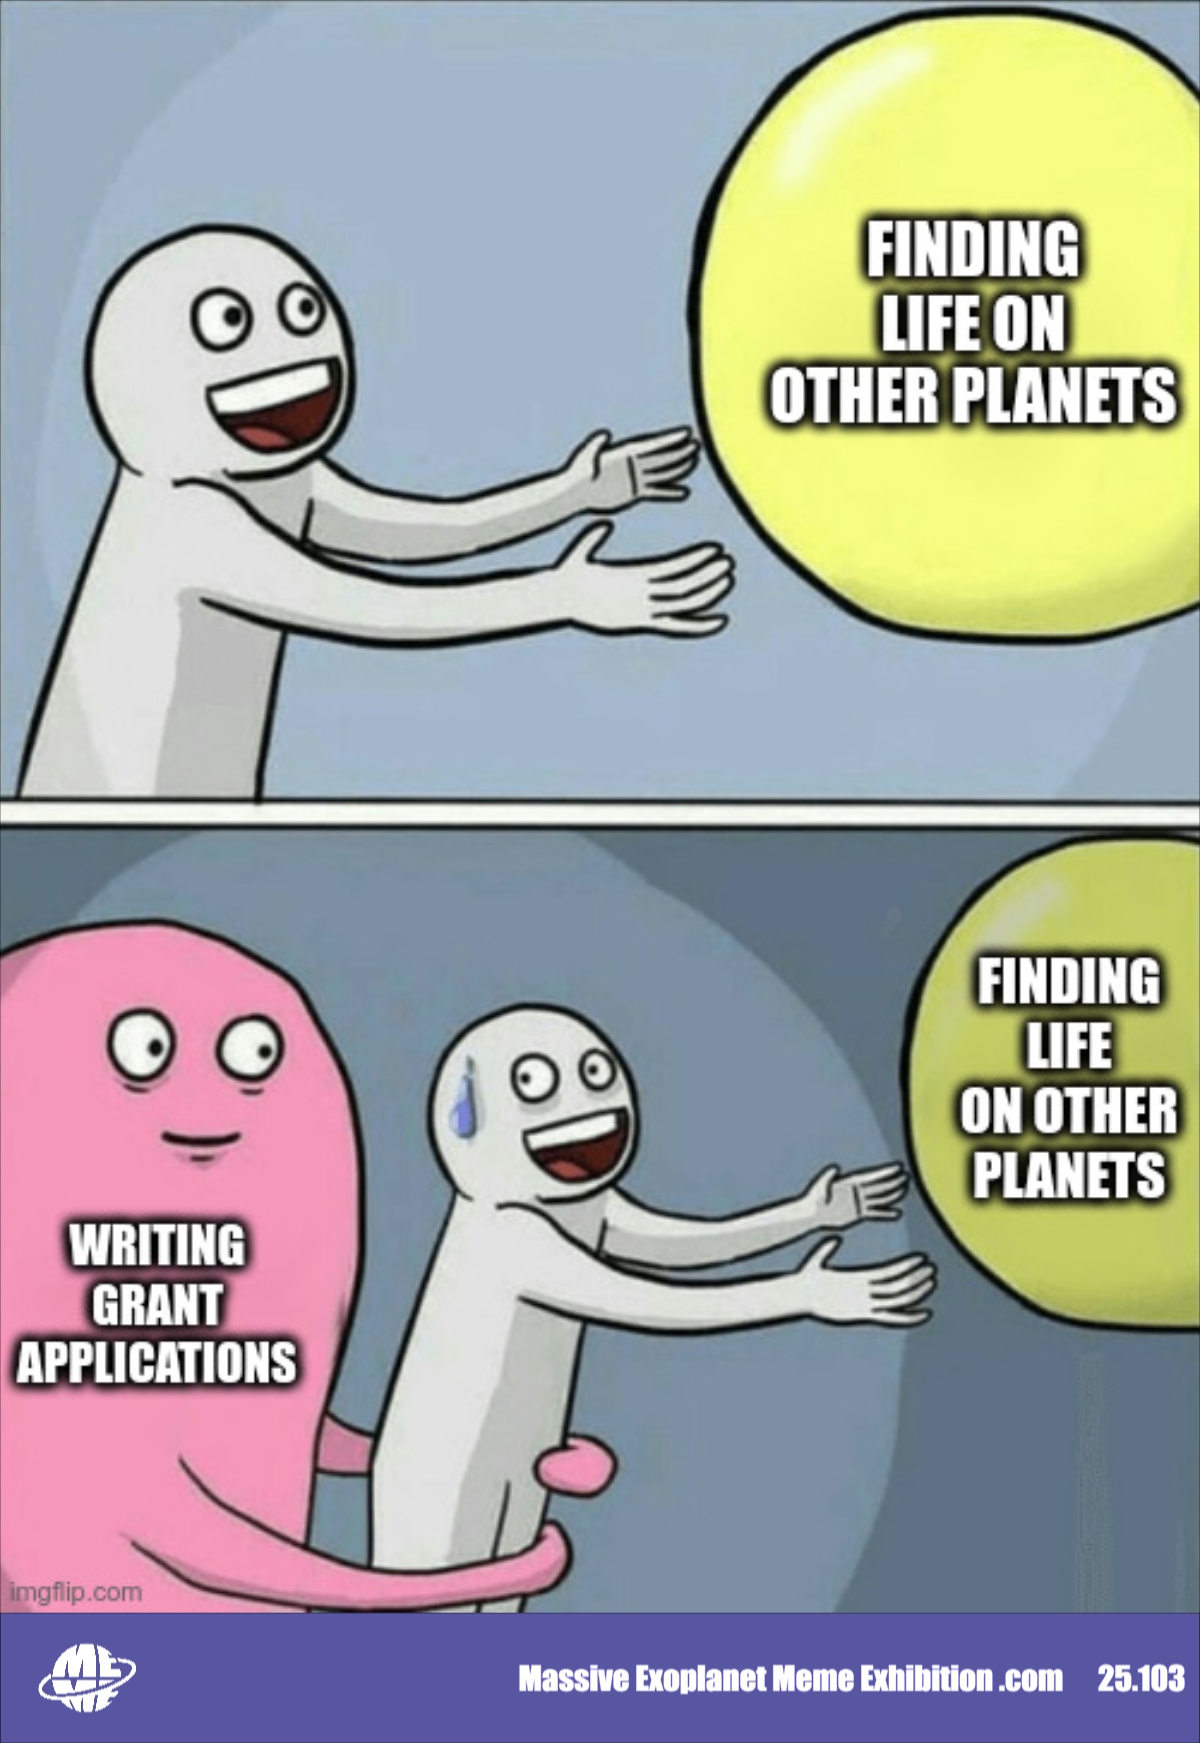 FINDING
LIFE ON
OTHER PLANETS
FINDING
LIFE
ON OTHER
PLANETS
WRITING
GRANT
APPLICATIONS
imgflip.com
MEME
Massive Exoplanet Meme Exhibition .com 25.103